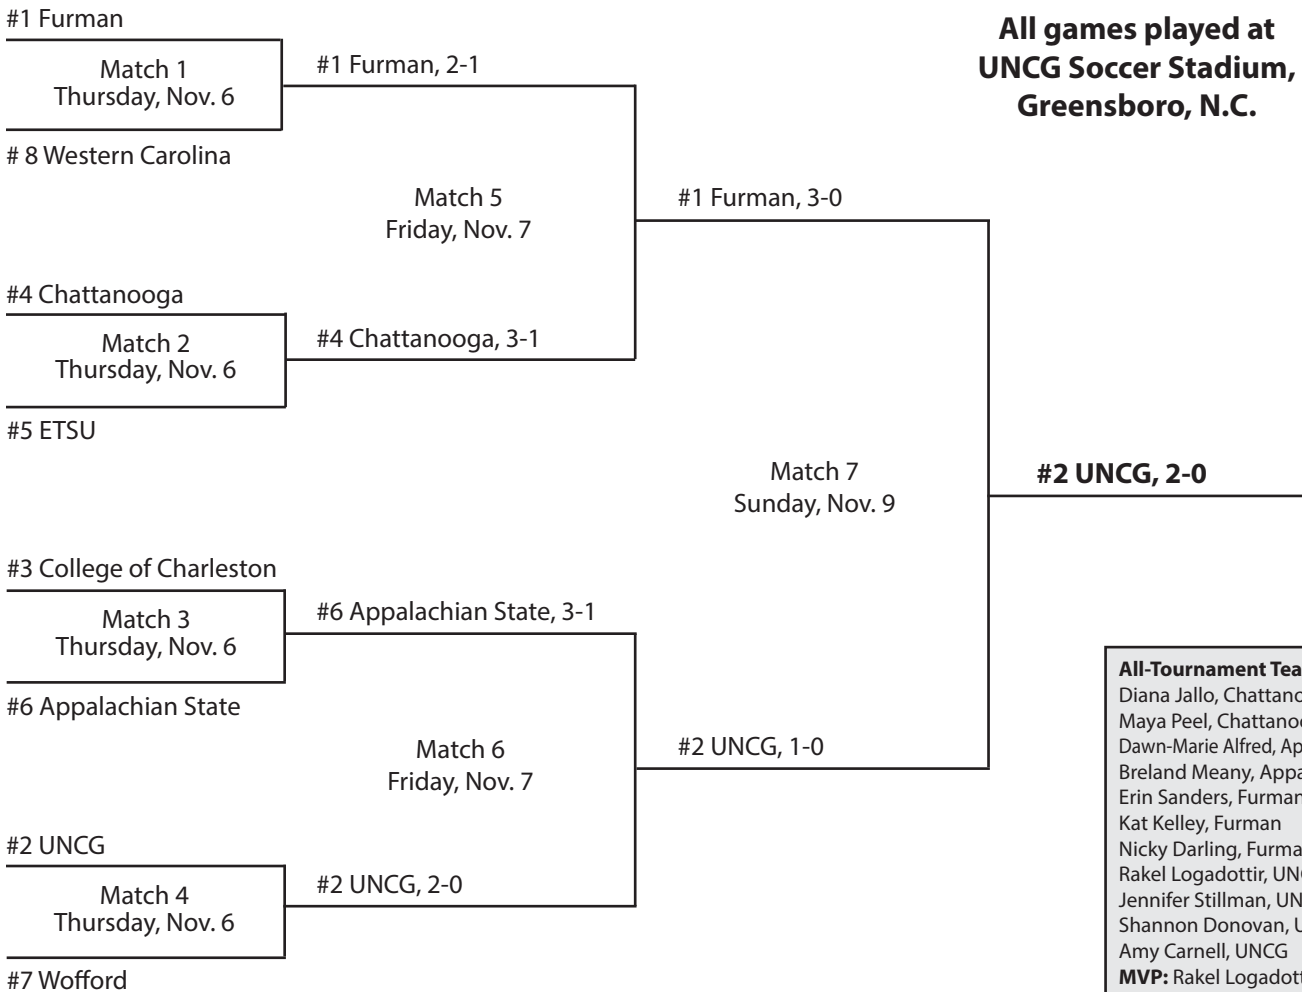 #1 Furman
Match 1
Thursday, Nov. 6
# 8 Western Carolina
#1 Furman, 2-1
All games played at
UNCG Soccer Stadium,
Greensboro, N.C.
Match 5
Friday, Nov. 7
#1 Furman, 3-0
#4 Chattanooga
Match 2
Thursday, Nov. 6
#5 ETSU
#4 Chattanooga, 3-1
Match 7
Sunday, Nov. 9
#2 UNCG, 2-0
#3 College of Charleston
Match 3
Thursday, Nov. 6
#6 Appalachian State
#6 Appalachian State, 3-1
Match 6
Friday, Nov. 7
#2 UNCG, 1-0
#2 UNCG
Match 4
Thursday, Nov. 6
#7 Wofford
#2 UNCG, 2-0
All-Tournament
Diana Jallo,
Maya Peel,
Dawn-Marie Alfred,
Breland Meany,
Erin Sanders, Furman
Kat Kelley, Furman
Nicky Darling,
Rakel Logadottir,
Jennifer Stillman,
Shannon Donovan,
Amy Carnell, UNCG
MVP: Rakel